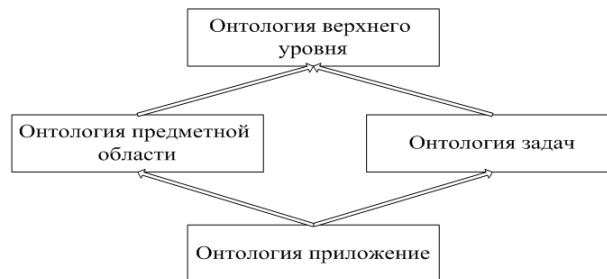 Онтология верхнего
уровня
Онтология предметной
области
Онтология задач
Онтология приложение